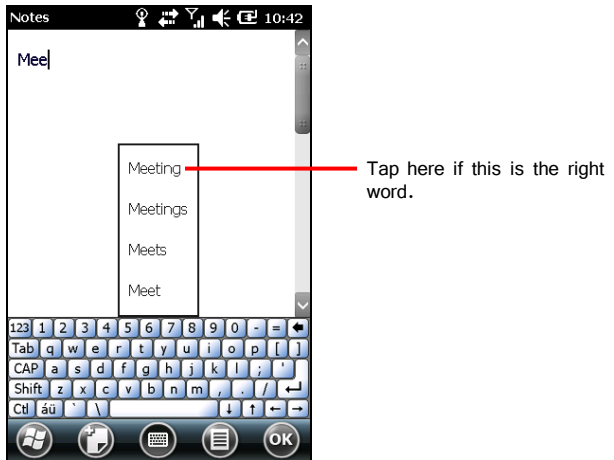 Notes 10:42
Mee
Meeting
Tap here if this is the right
word.
Meetings
Meets
Meet
123 1 2 3 4 5 6 7 8 9 0 - =
Tab q w e r t y u i o p [ ]
CAP a s d f g h j k l ; '
Shift z x c v b n m , . /
Ctl áü ` \
OK